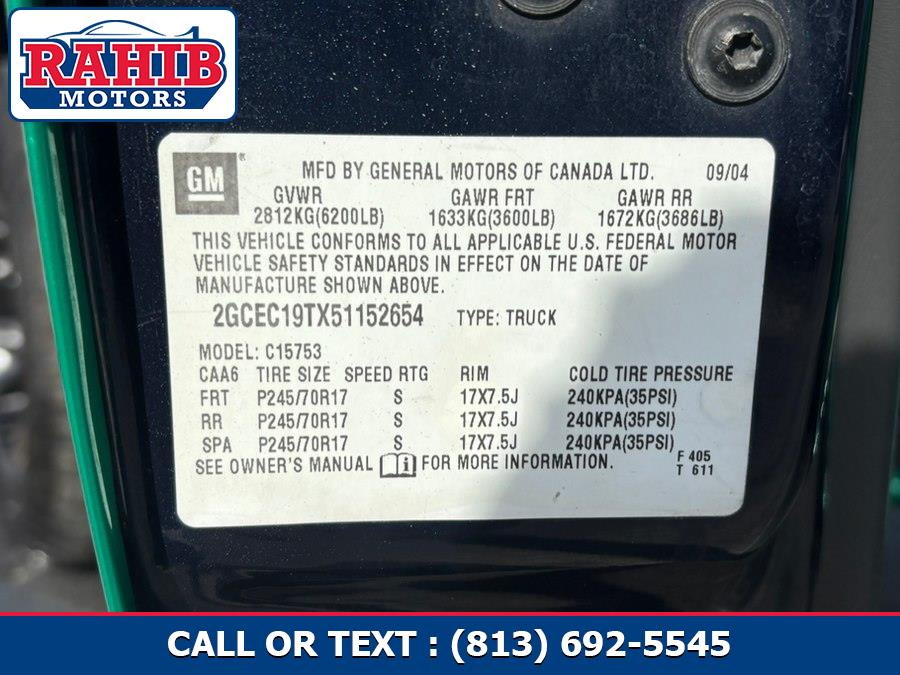 RAHIB
MOTORS
GM
MFD BY GENERAL MOTORS OF CANADA LTD. 09/04
GVWR GAWR FRT GAWR RR
2812KG(6200LB) 1633KG(3600LB) 1672KG(3686LB)
THIS VEHICLE CONFORMS TO ALL APPLICABLE U.S. FEDERAL MOTOR
VEHICLE SAFETY STANDARDS IN EFFECT ON THE DATE OF
MANUFACTURE SHOWN ABOVE.
2GCEC19TX51152654 TYPE: TRUCK
MODEL: C15753
CAA6 TIRE SIZE SPEED RTG RIM COLD TIRE PRESSURE
FRT P245/70R17 S 17X7.5J 240KPA(35PSI)
RR P245/70R17 S 17X7.5J 240KPA(35PSI)
SPA P245/70R17 S 17X7.5J 240KPA(35PSI)
SEE OWNER'S MANUAL FOR MORE INFORMATION. F 405
T 611
CALL OR TEXT : (813) 692-5545